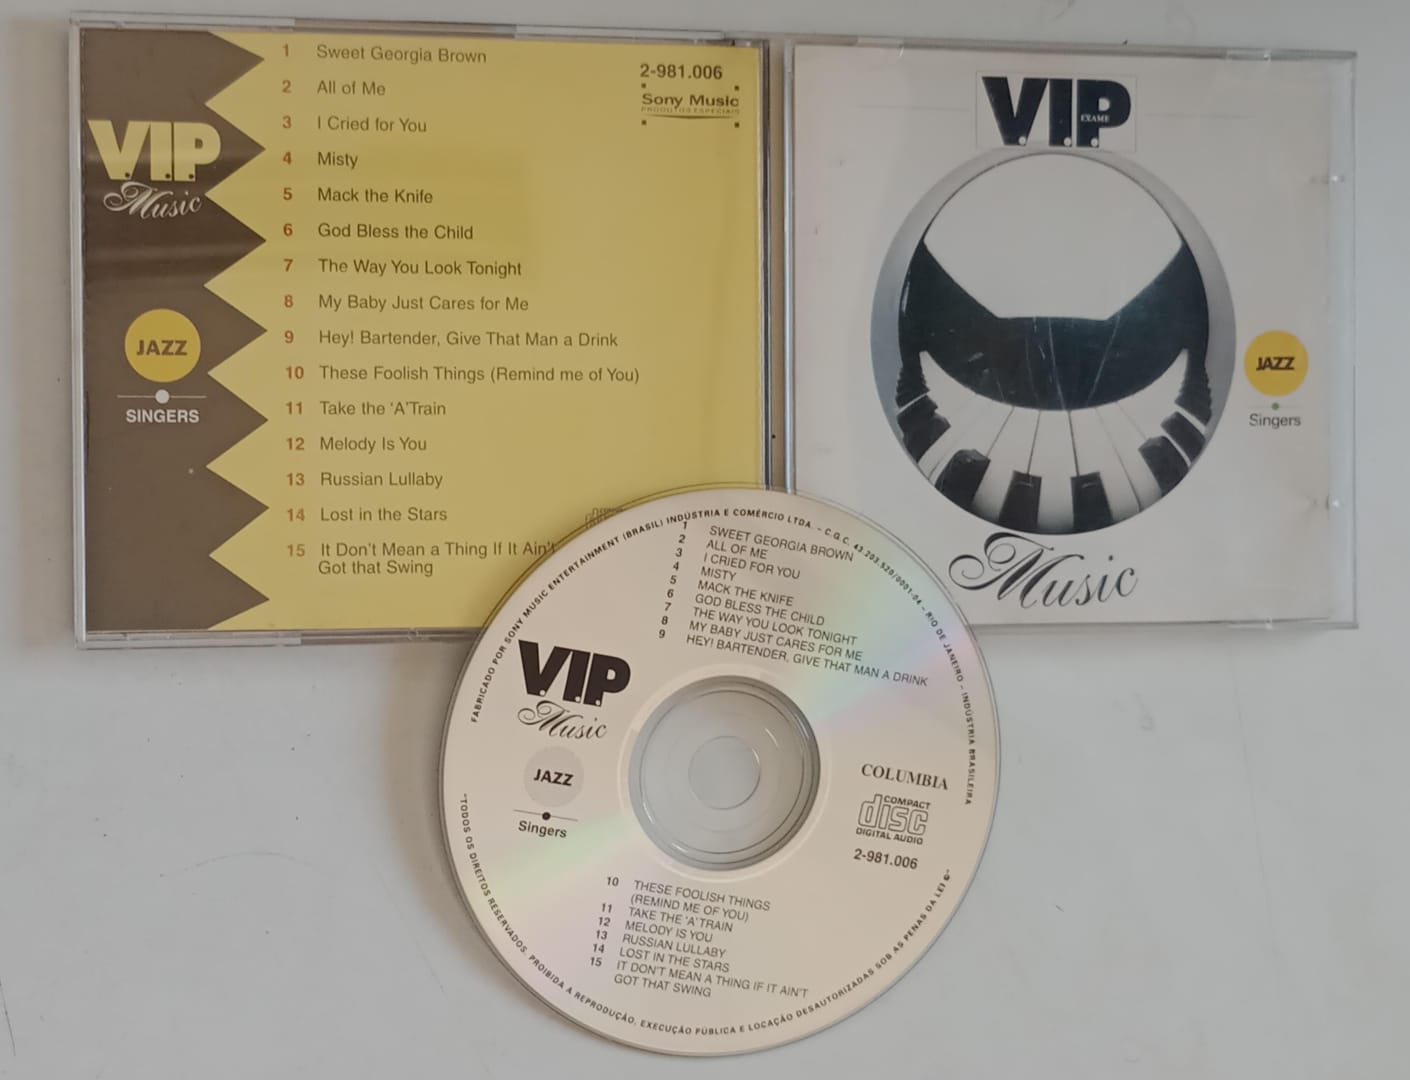 V.I.P
Music
JAZZ
SINGERS
1 Sweet Georgia Brown
2 All of Me
3 I Cried for You
4 Misty
5 Mack the Knife
6 God Bless the Child
7 The Way You Look Tonight
8 My Baby Just Cares for Me
9 Hey! Bartender, Give That Man a Drink
10 These Foolish Things (Remind me of You)
11 Take the ‘A’Train
12 Melody Is You
13 Russian Lullaby
14 Lost in the Stars
15 It Don’t Mean a Thing If It Ain’t
Got that Swing
2-981.006
Sony Music
PRODUTOS ESPECIAIS
V.I.P.
EXAME
JAZZ
Singers
Music
FABRICADO POR SONY MUSIC ENTERTAINMENT (BRASIL) INDÚSTRIA E COMÉRCIO LTDA. – C.G.C. 43.203.520/0001-04 – RIO DE JANEIRO – INDÚSTRIA BRASILEIRA
1 SWEET GEORGIA BROWN
2 ALL OF ME
3 I CRIED FOR YOU
4 MISTY
5 MACK THE KNIFE
6 GOD BLESS THE CHILD
7 THE WAY YOU LOOK TONIGHT
8 MY BABY JUST CARES FOR ME
9 HEY! BARTENDER, GIVE THAT MAN A DRINK
V.I.P.
Music
JAZZ
Singers
COLUMBIA
COMPACT
disc
DIGITAL AUDIO
2-981.006
10 THESE FOOLISH THINGS
(REMIND ME OF YOU)
11 TAKE THE ‘A’TRAIN
12 MELODY IS YOU
13 RUSSIAN LULLABY
14 LOST IN THE STARS
15 IT DON’T MEAN A THING IF IT AIN’T
GOT THAT SWING
“TODOS OS DIREITOS RESERVADOS. PROIBIDA A REPRODUÇÃO, EXECUÇÃO PÚBLICA E LOCAÇÃO DESAUTORIZADAS SOB AS PENAS DA LEI